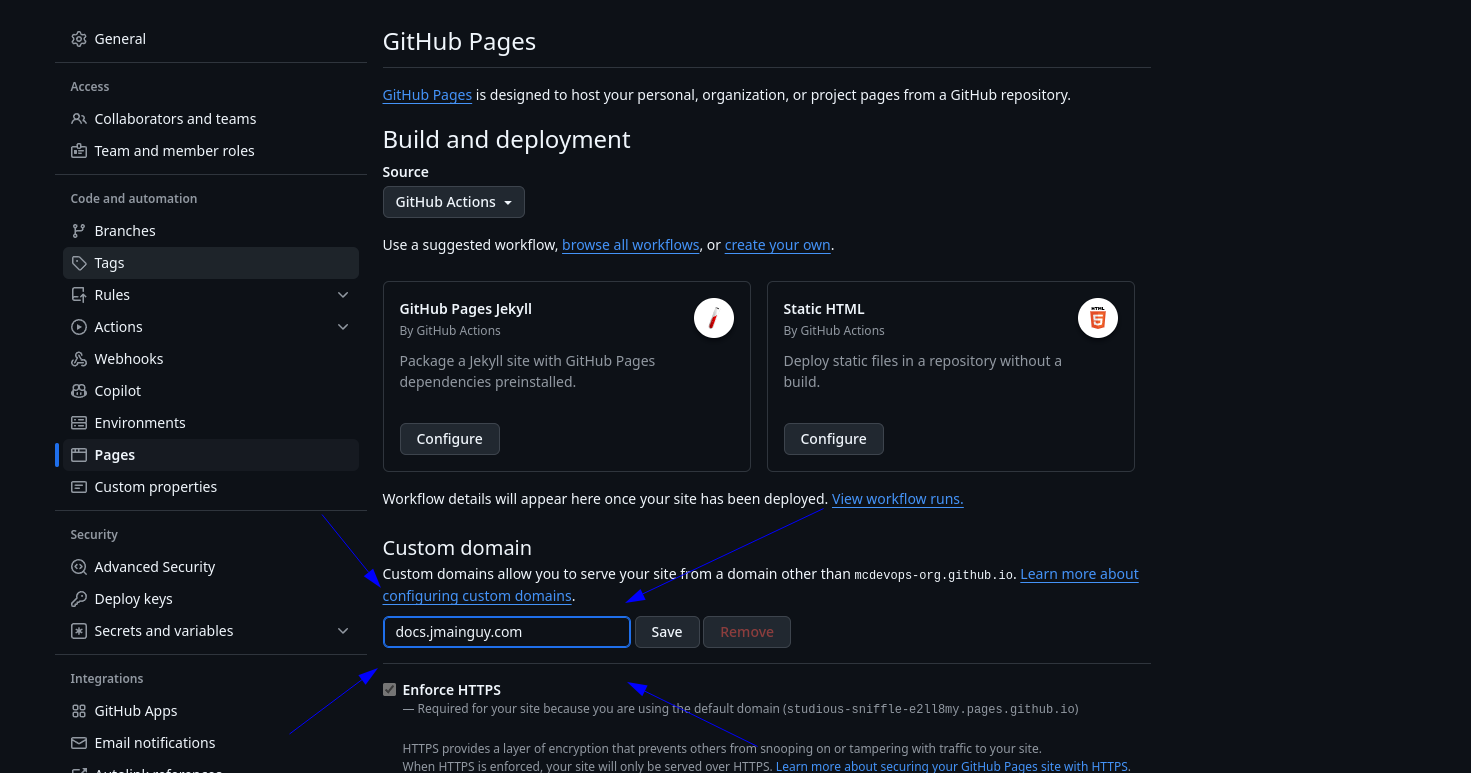 General
Access
Collaborators and teams
Team and member roles
Code and automation
Branches
Tags
Rules
Actions
Webhooks
Copilot
Environments
Pages
Custom properties
Security
Advanced Security
Deploy keys
Secrets and variables
Integrations
GitHub Apps
Email notifications
Autolink references
GitHub Pages
GitHub Pages is designed to host your personal, organization, or project pages from a GitHub repository.
Build and deployment
Source
GitHub Actions
Use a suggested workflow, browse all workflows, or create your own.
GitHub Pages Jekyll
By GitHub Actions
Package a Jekyll site with GitHub Pages
dependencies preinstalled.
Configure
Static HTML
By GitHub Actions
HTML
5
Deploy static files in a repository without a
build.
Configure
Workflow details will appear here once your site has been deployed. View workflow runs.
Custom domain
Custom domains allow you to serve your site from a domain other than mcdevops-org.github.io. Learn more about
configuring custom domains.
docs.jmainguy.com Save Remove
Enforce HTTPS
— Required for your site because you are using the default domain (studious-sniffle-e2ll8my.pages.github.io)
HTTPS provides a layer of encryption that prevents others from snooping on or tampering with traffic to your site.
When HTTPS is enforced, your site will only be served over HTTPS. Learn more about securing your GitHub Pages site with HTTPS.